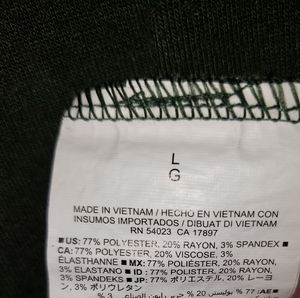 L
G
MADE IN VIETNAM / HECHO EN VIETNAM CON
INSUMOS IMPORTADOS / DIBUAT DI VIETNAM
RN 54023 CA 17897
■US: 77% POLYESTER, 20% RAYON, 3% SPANDEX ■
CA: 77% POLYESTER, 20% VISCOSE, 3%
ÉLASTHANNE ■ MX: 77% POLIÉSTER, 20% RAYÓN,
3% ELASTANO ■ ID: 77% POLIESTER, 20% RAYON,
3% SPANDEKS ■ JP: 77% ポリエステル, 20% レーヨ
ン, 3% ポリウレタン